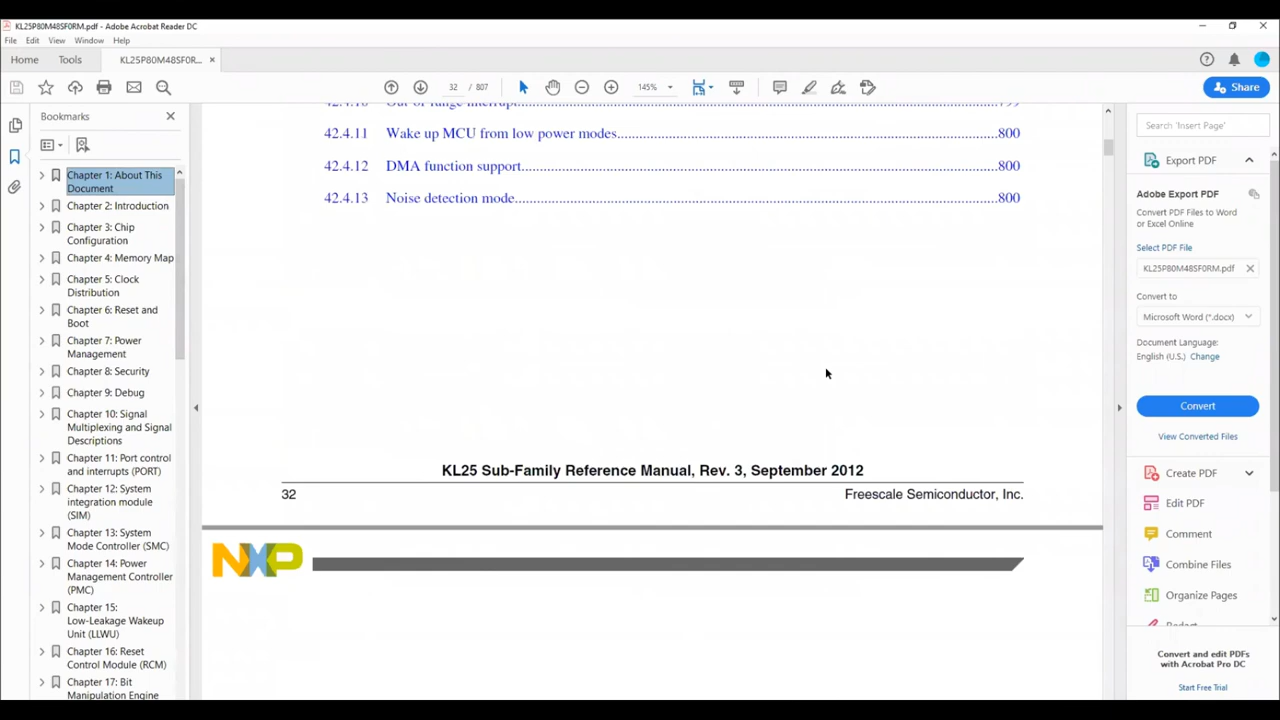 KL25P80M48SF0RM.pdf - Adobe Acrobat Reader DC
File Edit View Window Help
Home Tools KL25P80M48SF0R... ×
32 / 807 145% Share
Bookmarks
Chapter 1: About This
Document
Chapter 2: Introduction
Chapter 3: Chip
Configuration
Chapter 4: Memory Map
Chapter 5: Clock
Distribution
Chapter 6: Reset and
Boot
Chapter 7: Power
Management
Chapter 8: Security
Chapter 9: Debug
Chapter 10: Signal
Multiplexing and Signal
Descriptions
Chapter 11: Port control
and interrupts (PORT)
Chapter 12: System
integration module
(SIM)
Chapter 13: System
Mode Controller (SMC)
Chapter 14: Power
Management Controller
(PMC)
Chapter 15:
Low-Leakage Wakeup
Unit (LLWU)
Chapter 16: Reset
Control Module (RCM)
Chapter 17: Bit
Manipulation Engine
42.4.10 Out-of-range interrupt 799
42.4.11 Wake up MCU from low power modes 800
42.4.12 DMA function support 800
42.4.13 Noise detection mode 800
KL25 Sub-Family Reference Manual, Rev. 3, September 2012
32 Freescale Semiconductor, Inc.
NXP
Search 'Insert Page'
Export PDF
Adobe Export PDF
Convert PDF Files to Word
or Excel Online
Select PDF File
KL25P80M48SF0RM.pdf
Convert to
Microsoft Word (*.docx)
Document Language:
English (U.S.) Change
Convert
View Converted Files
Create PDF
Edit PDF
Comment
Combine Files
Organize Pages
Redact
Convert and edit PDFs
with Acrobat Pro DC
Start Free Trial